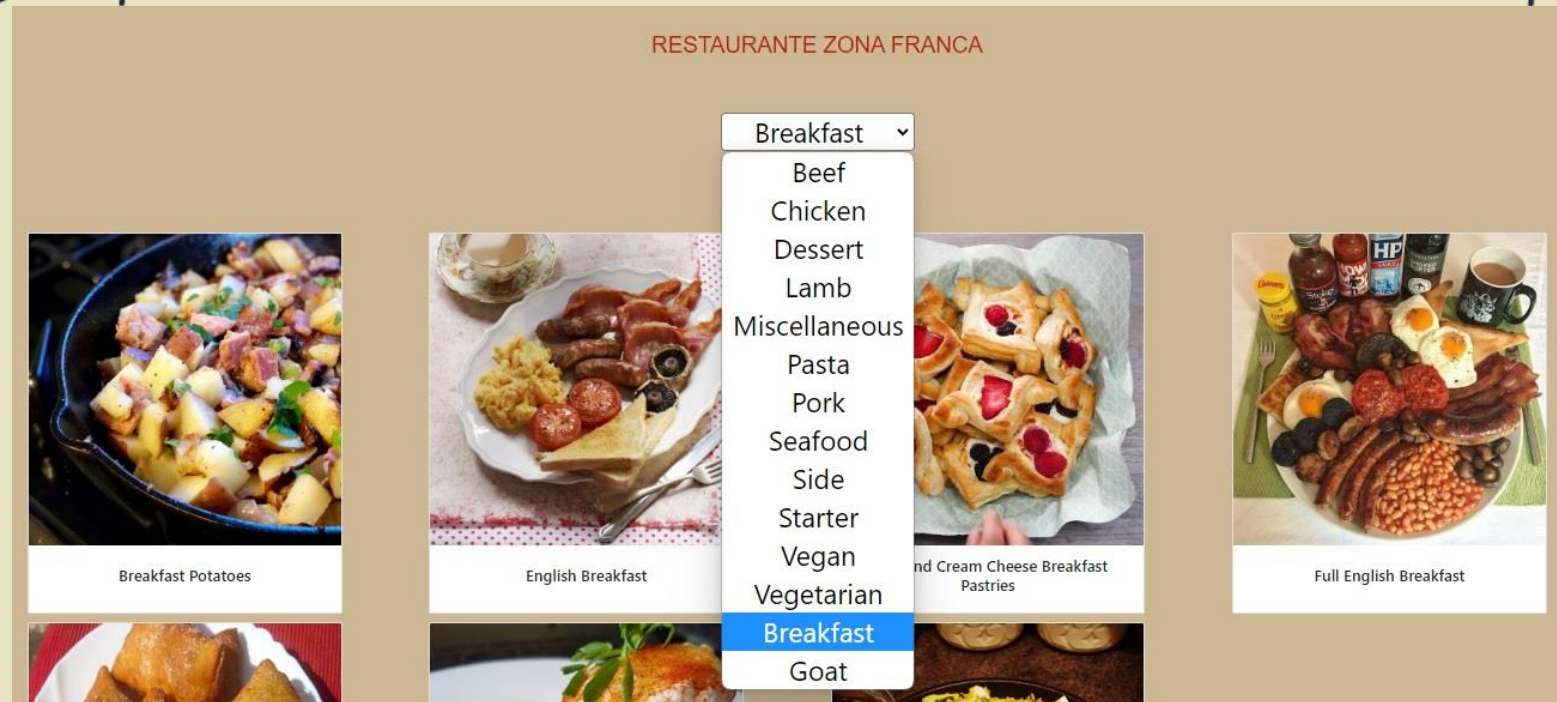 RESTAURANTE ZONA FRANCA
Breakfast
Beef
Chicken
Dessert
Lamb
Miscellaneous
Pasta
Pork
Seafood
Side
Starter
Vegan
Vegetarian
Breakfast
Goat
HP
Breakfast Potatoes
English Breakfast
Cream Cheese Breakfast
Pastries
Full English Breakfast